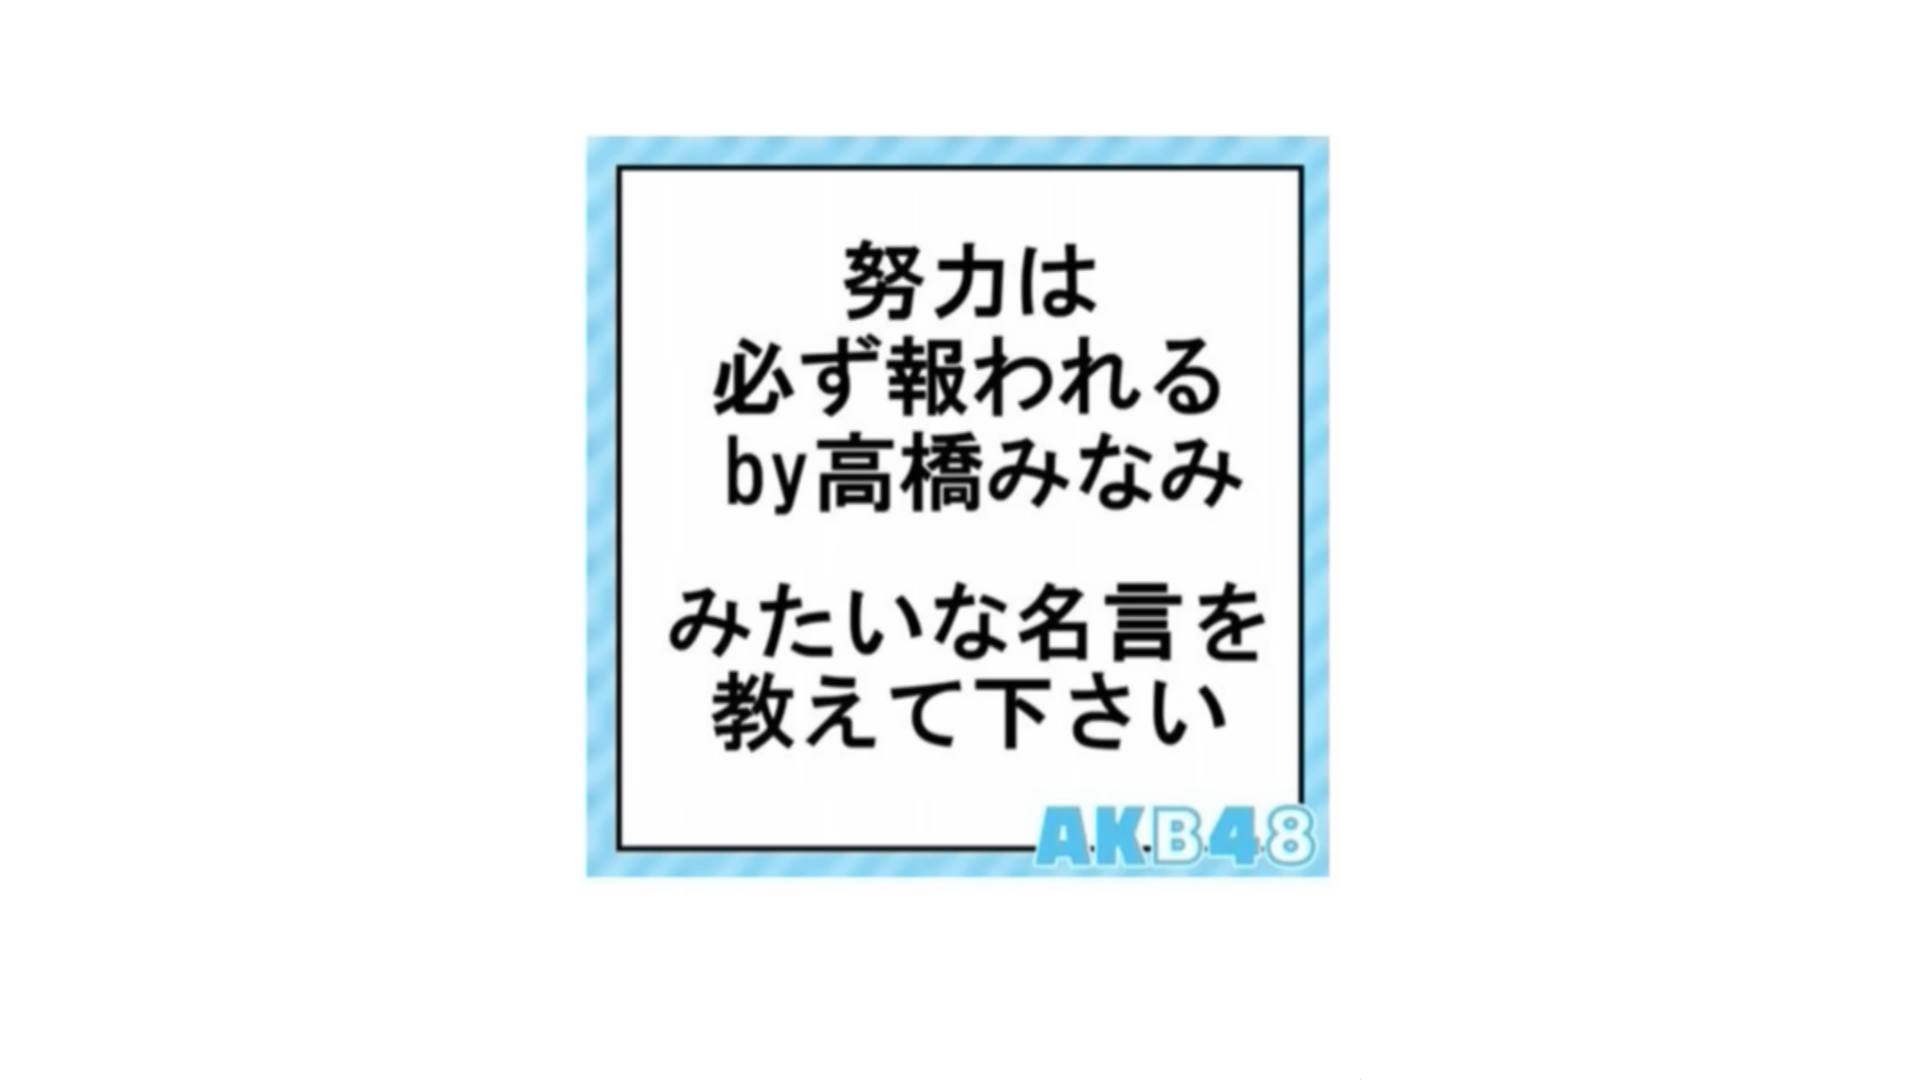 努力は
必ず報われる
by高橋みなみ
みたいな名言を
教えて下さい
AKB48